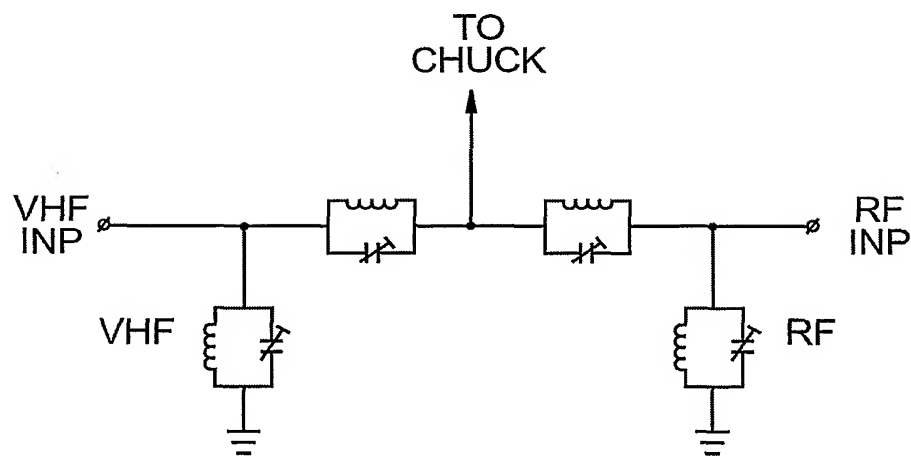 TO
CHUCK
VHF
INP
RF
INP
VHF
RF